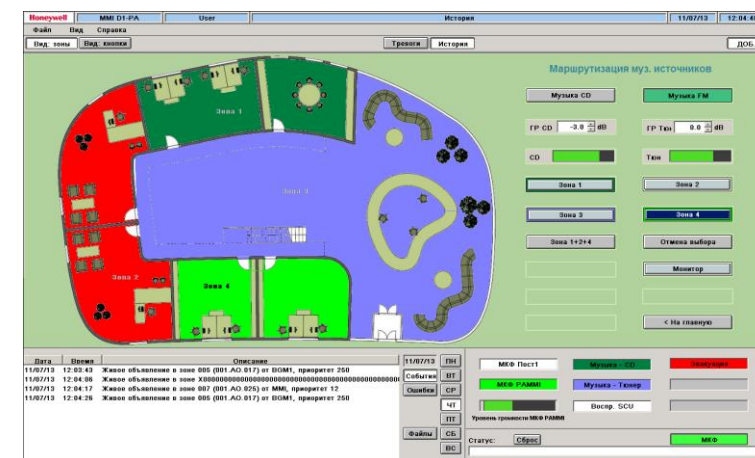 Honeywell MMI D1-PA User История 11/07/13 12:04:46
Файл Вид Справка
Вид: зоны Вид: кнопки Тревоги История ДОБ.
Маршрутизация муз. источников
Музыка CD Музыка FM
ГР CD -3.0 dB ГР Тюн 0.0 dB
CD Тюн
Зона 1 Зона 2
Зона 3 Зона 4
Зона 1+2+4 Отмена выбора
Монитор
< На главную
Зона 1
Зона 3
Зона 2
Зона 4
Дата Время Описание
11/07/13 12:03:43 Живое объявление в зоне 005 (001.AO.017) от BGM1, приоритет 250
11/07/13 12:04:06 Живое объявление в зоне
11/07/13 12:04:17 Живое объявление в зоне 007 (001.AO.025) от MMI, приоритет 12
11/07/13 12:04:26 Живое объявление в зоне 005 (001.AO.017) от BGM1, приоритет 250
11/07/13 ПН
События ВТ
Ошибки СР
ЧТ
ПТ
Файлы СБ
ВС
МКФ Пост1 Музыка - CD Эвакуация
МКФ PAMMI Музыка - Тюнер
Воспр. SCU
Уровень громкости МКФ PAMMI
Статус: Сброс МКФ